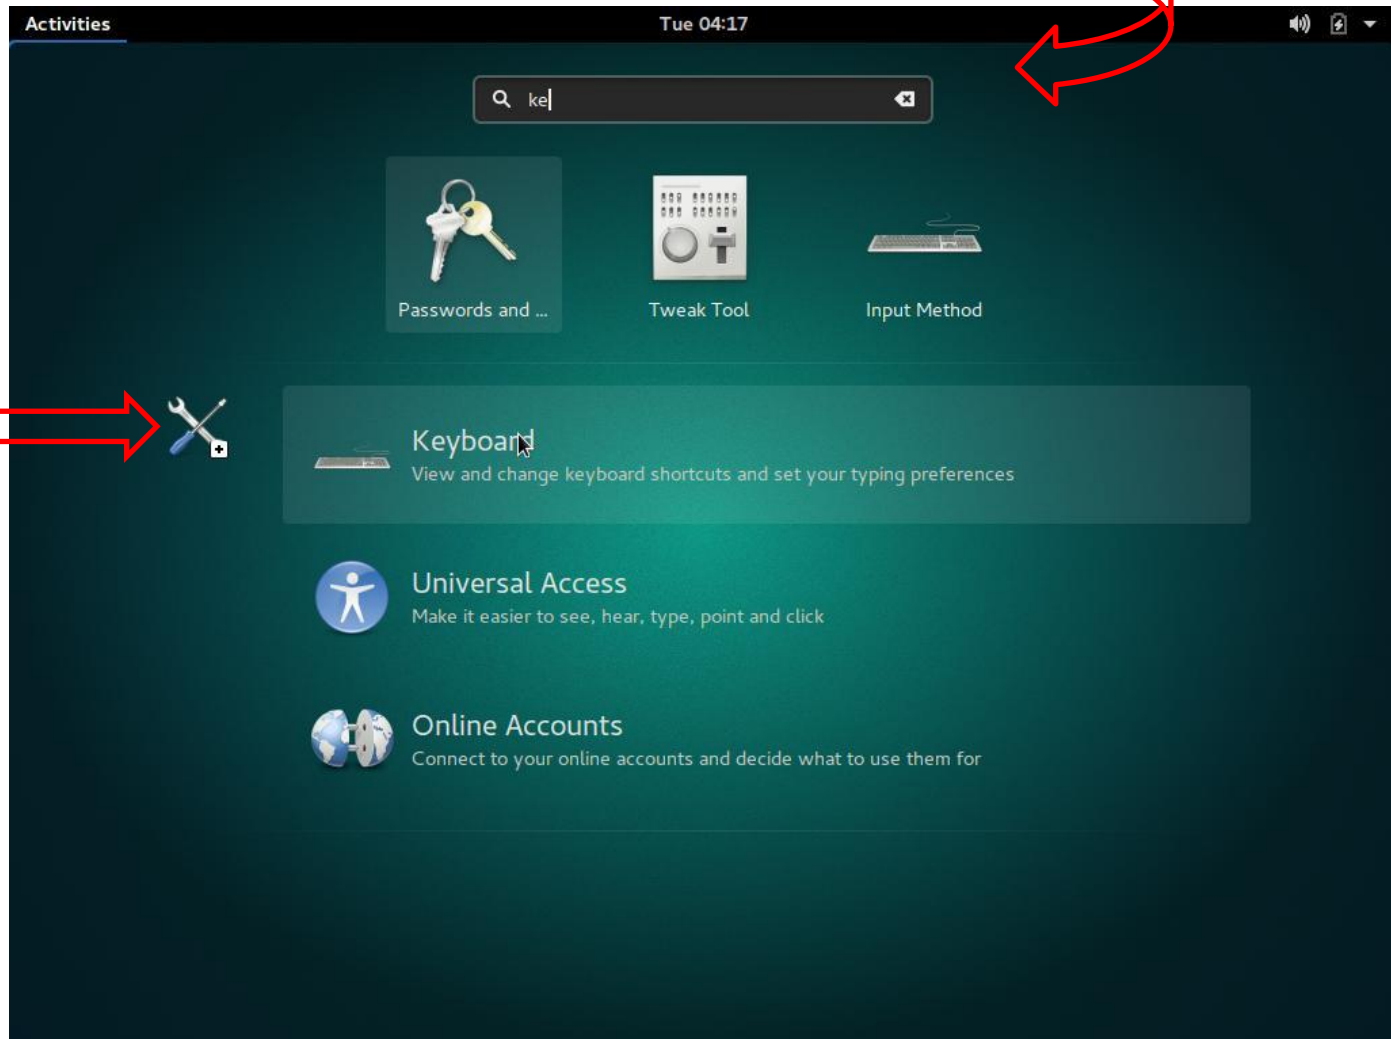 Activities
Tue 04:17
ke
Passwords and ...
Tweak Tool
Input Method
Keyboard
View and change keyboard shortcuts and set your typing preferences
Universal Access
Make it easier to see, hear, type, point and click
Online Accounts
Connect to your online accounts and decide what to use them for